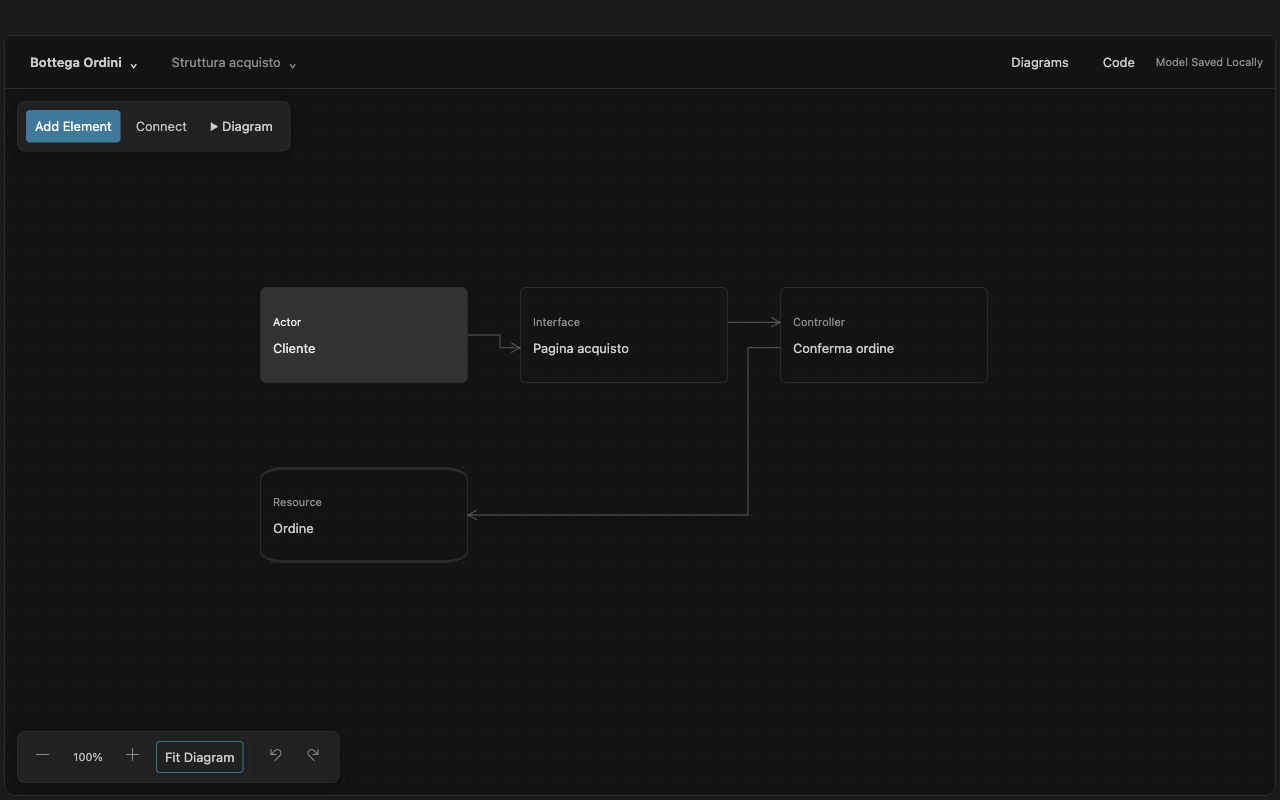 Bottega Ordini
Struttura acquisto
Diagrams
Code
Model Saved Locally
Add Element
Connect
Diagram
Actor
Cliente
Interface
Pagina acquisto
Controller
Conferma ordine
Resource
Ordine
100%
Fit Diagram